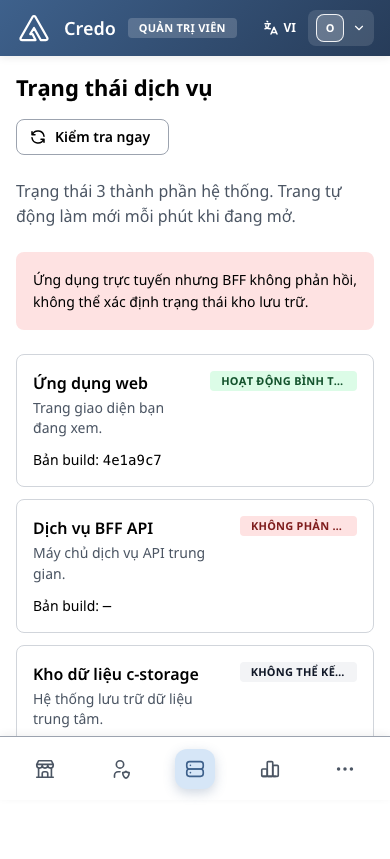 Credo
QUẢN TRỊ VIÊN
VI
O
Trạng thái dịch vụ
Kiểm tra ngay
Trạng thái 3 thành phần hệ thống. Trang tự
động làm mới mỗi phút khi đang mở.
Ứng dụng trực tuyến nhưng BFF không phản hồi,
không thể xác định trạng thái kho lưu trữ.
Ứng dụng web
HOẠT ĐỘNG BÌNH T...
Trang giao diện bạn
đang xem.
Bản build: 4e1a9c7
Dịch vụ BFF API
KHÔNG PHẢN ...
Máy chủ dịch vụ API trung
gian.
Bản build: —
Kho dữ liệu c-storage
KHÔNG THỂ KẾ...
Hệ thống lưu trữ dữ liệu
trung tâm.